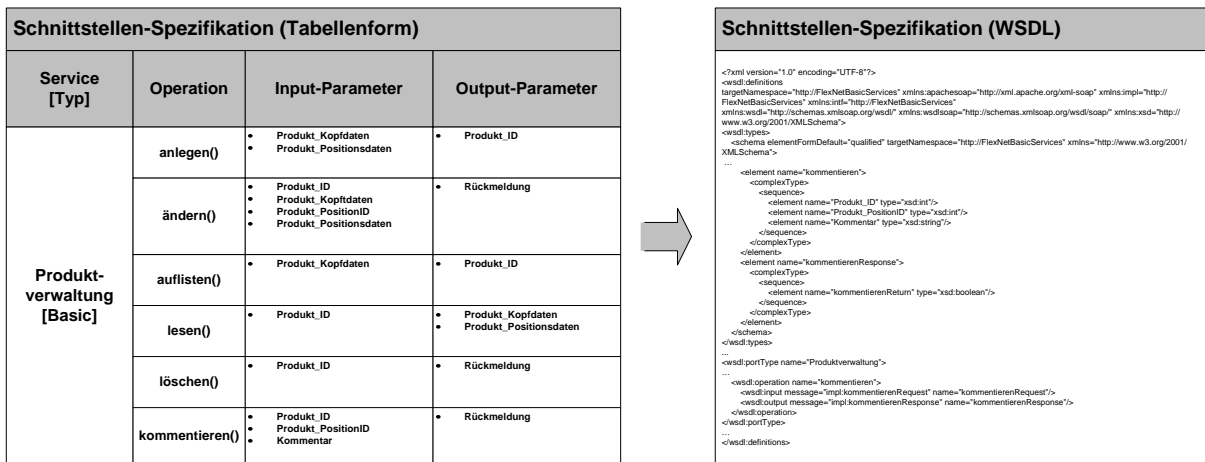 Schnittstellen-Spezifikation (Tabellenform)
Service
[Typ]
Operation
Input-Parameter
Output-Parameter
Produkt-
verwaltung
[Basic]
anlegen()
• Produkt_Kopfdaten
• Produkt_Positionsdaten
• Produkt_ID
ändern()
• Produkt_ID
• Produkt_Kopftdaten
• Produkt_PositionID
• Produkt_Positionsdaten
• Rückmeldung
auflisten()
• Produkt_Kopfdaten
• Produkt_ID
lesen()
• Produkt_ID
• Produkt_Kopfdaten
• Produkt_Positionsdaten
löschen()
• Produkt_ID
• Rückmeldung
kommentieren()
• Produkt_ID
• Produkt_PositionID
• Kommentar
• Rückmeldung
Schnittstellen-Spezifikation (WSDL)
<?xml version="1.0" encoding="UTF-8"?>
<wsdl:definitions
targetNamespace="http://FlexNetBasicServices" xmlns:apachesoap="http://xml.apache.org/xml-soap" xmlns:impl="http://
FlexNetBasicServices" xmlns:intf="http://FlexNetBasicServices"
xmlns:wsdl="http://schemas.xmlsoap.org/wsdl/" xmlns:wsdlsoap="http://schemas.xmlsoap.org/wsdl/soap/" xmlns:xsd="http://
www.w3.org/2001/XMLSchema">
<wsdl:types>
<schema elementFormDefault="qualified" targetNamespace="http://FlexNetBasicServices" xmlns="http://www.w3.org/2001/
XMLSchema">
...
<element name="kommentieren">
<complexType>
<sequence>
<element name="Produkt_ID" type="xsd:int"/>
<element name="Produkt_PositionID" type="xsd:int"/>
<element name="Kommentar" type="xsd:string"/>
</sequence>
</complexType>
</element>
<element name="kommentierenResponse">
<complexType>
<sequence>
<element name="kommentierenReturn" type="xsd:boolean"/>
</sequence>
</complexType>
</element>
</schema>
</wsdl:types>
...
<wsdl:portType name="Produktverwaltung">
...
<wsdl:operation name="kommentieren">
<wsdl:input message="impl:kommentierenRequest" name="kommentierenRequest"/>
<wsdl:output message="impl:kommentierenResponse" name="kommentierenResponse"/>
</wsdl:operation>
</wsdl:portType>
...
</wsdl:definitions>